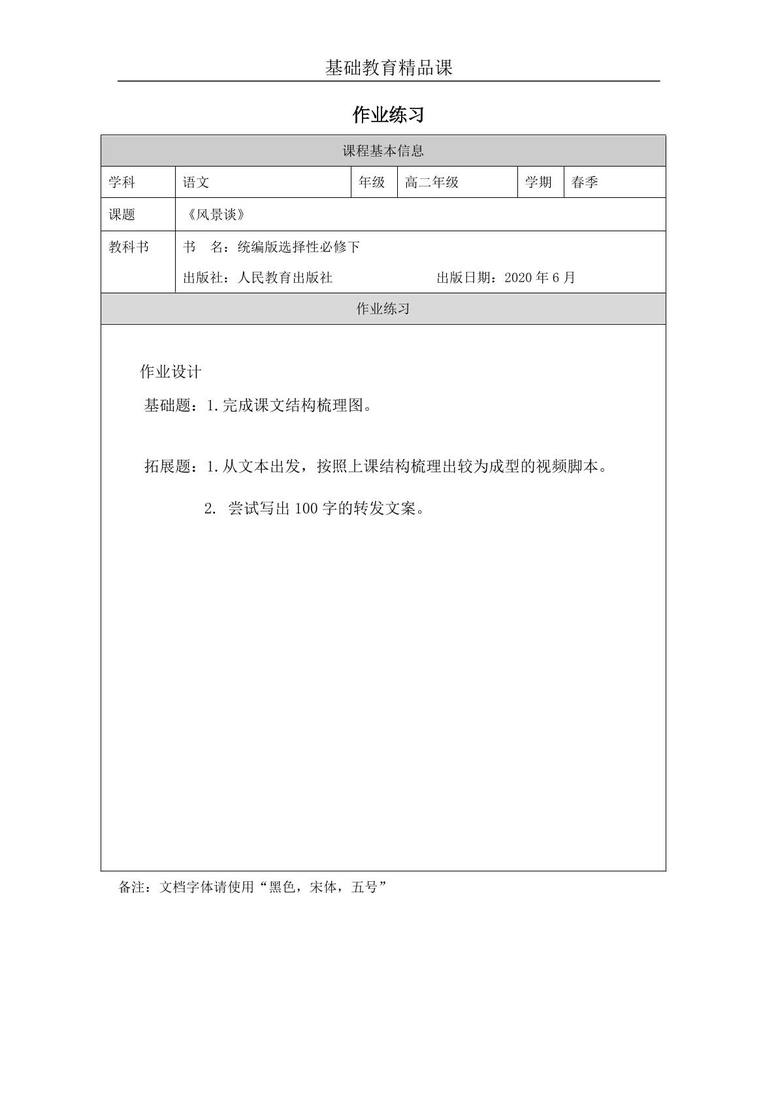 基础教育精品课
作业练习
课程基本信息
学科 语文 年级 高二年级 学期 春季
课题 《风景谈》
教科书 书 名：统编版选择性必修下
出版社：人民教育出版社 出版日期：2020 年 6 月
作业练习
作业设计
基础题：1.完成课文结构梳理图。
拓展题：1.从文本出发，按照上课结构梳理出较为成型的视频脚本。
2. 尝试写出 100 字的转发文案。
备注：文档字体请使用“黑色，宋体，五号”